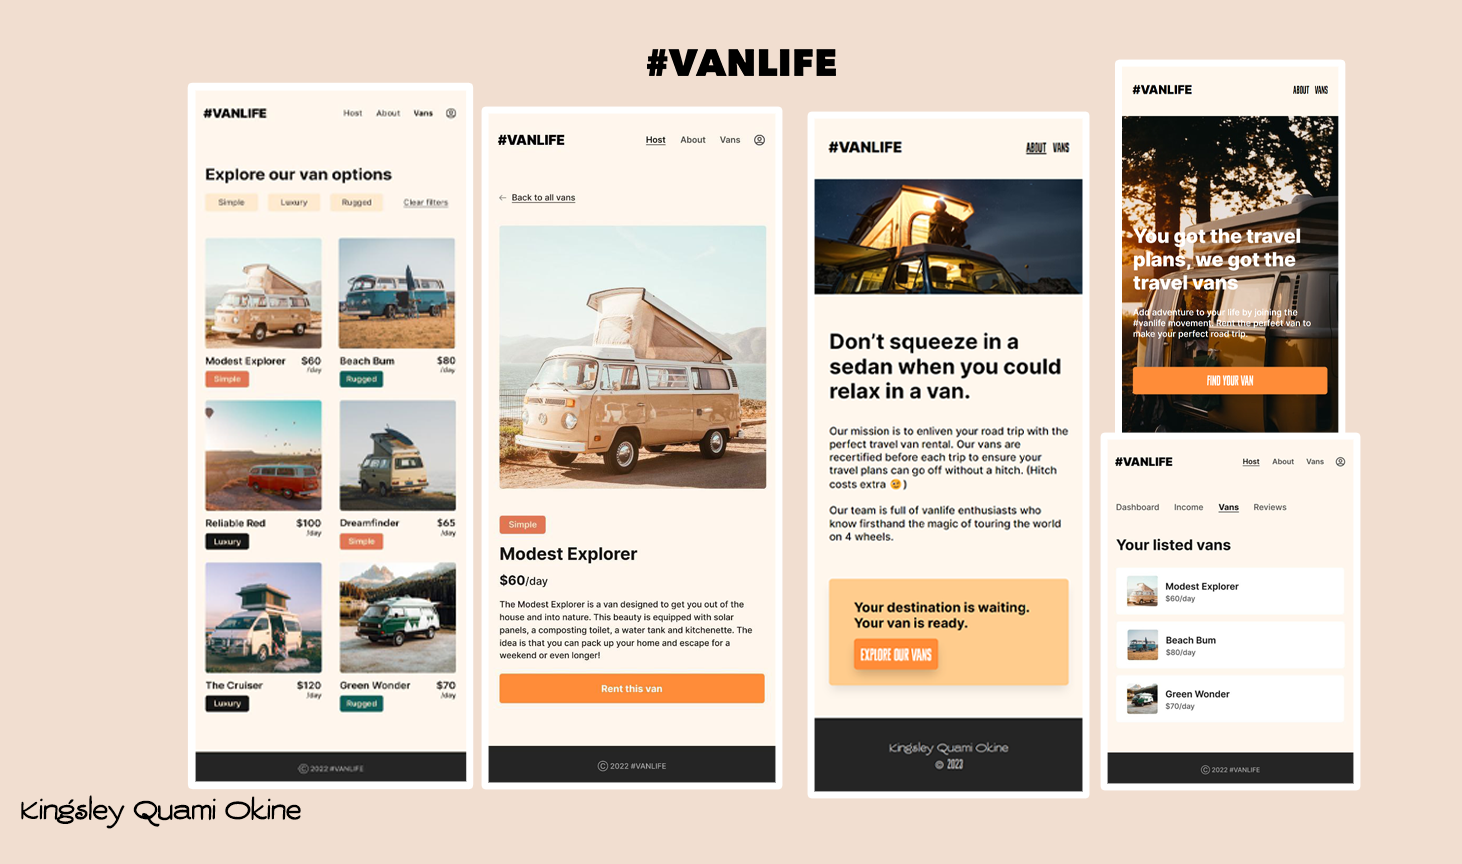 #VANLIFE
#VANLIFE
Host About Vans
Explore our van options
Simple Luxury Rugged Clear filters
Modest Explorer $60
/day
Simple
Beach Bum $80
/day
Rugged
Reliable Red $100
/day
Luxury
Dreamfinder $65
/day
Simple
The Cruiser $120
/day
Luxury
Green Wonder $70
/day
Rugged
© 2022 #VANLIFE
#VANLIFE
Host About Vans
← Back to all vans
Simple
Modest Explorer
$60/day
The Modest Explorer is a van designed to get you out of the
house and into nature. This beauty is equipped with solar
panels, a composting toilet, a water tank and kitchenette. The
idea is that you can pack up your home and escape for a
weekend or even longer!
Rent this van
© 2022 #VANLIFE
#VANLIFE
ABOUT VANS
Don’t squeeze in a
sedan when you could
relax in a van.
Our mission is to enliven your road trip with the
perfect travel van rental. Our vans are
recertified before each trip to ensure your
travel plans can go off without a hitch. (Hitch
costs extra 😉)
Our team is full of vanlife enthusiasts who
know firsthand the magic of touring the world
on 4 wheels.
Your destination is waiting.
Your van is ready.
EXPLORE OUR VANS
Kingsley Quami Okine
© 2023
#VANLIFE
ABOUT VANS
You got the travel
plans, we got the
travel vans
Add adventure to your life by joining the
#vanlife movement. Rent the perfect van to
make your perfect road trip.
FIND YOUR VAN
#VANLIFE
Host About Vans
Dashboard Income Vans Reviews
Your listed vans
Modest Explorer
$60/day
Beach Bum
$80/day
Green Wonder
$70/day
© 2022 #VANLIFE
Kingsley Quami Okine